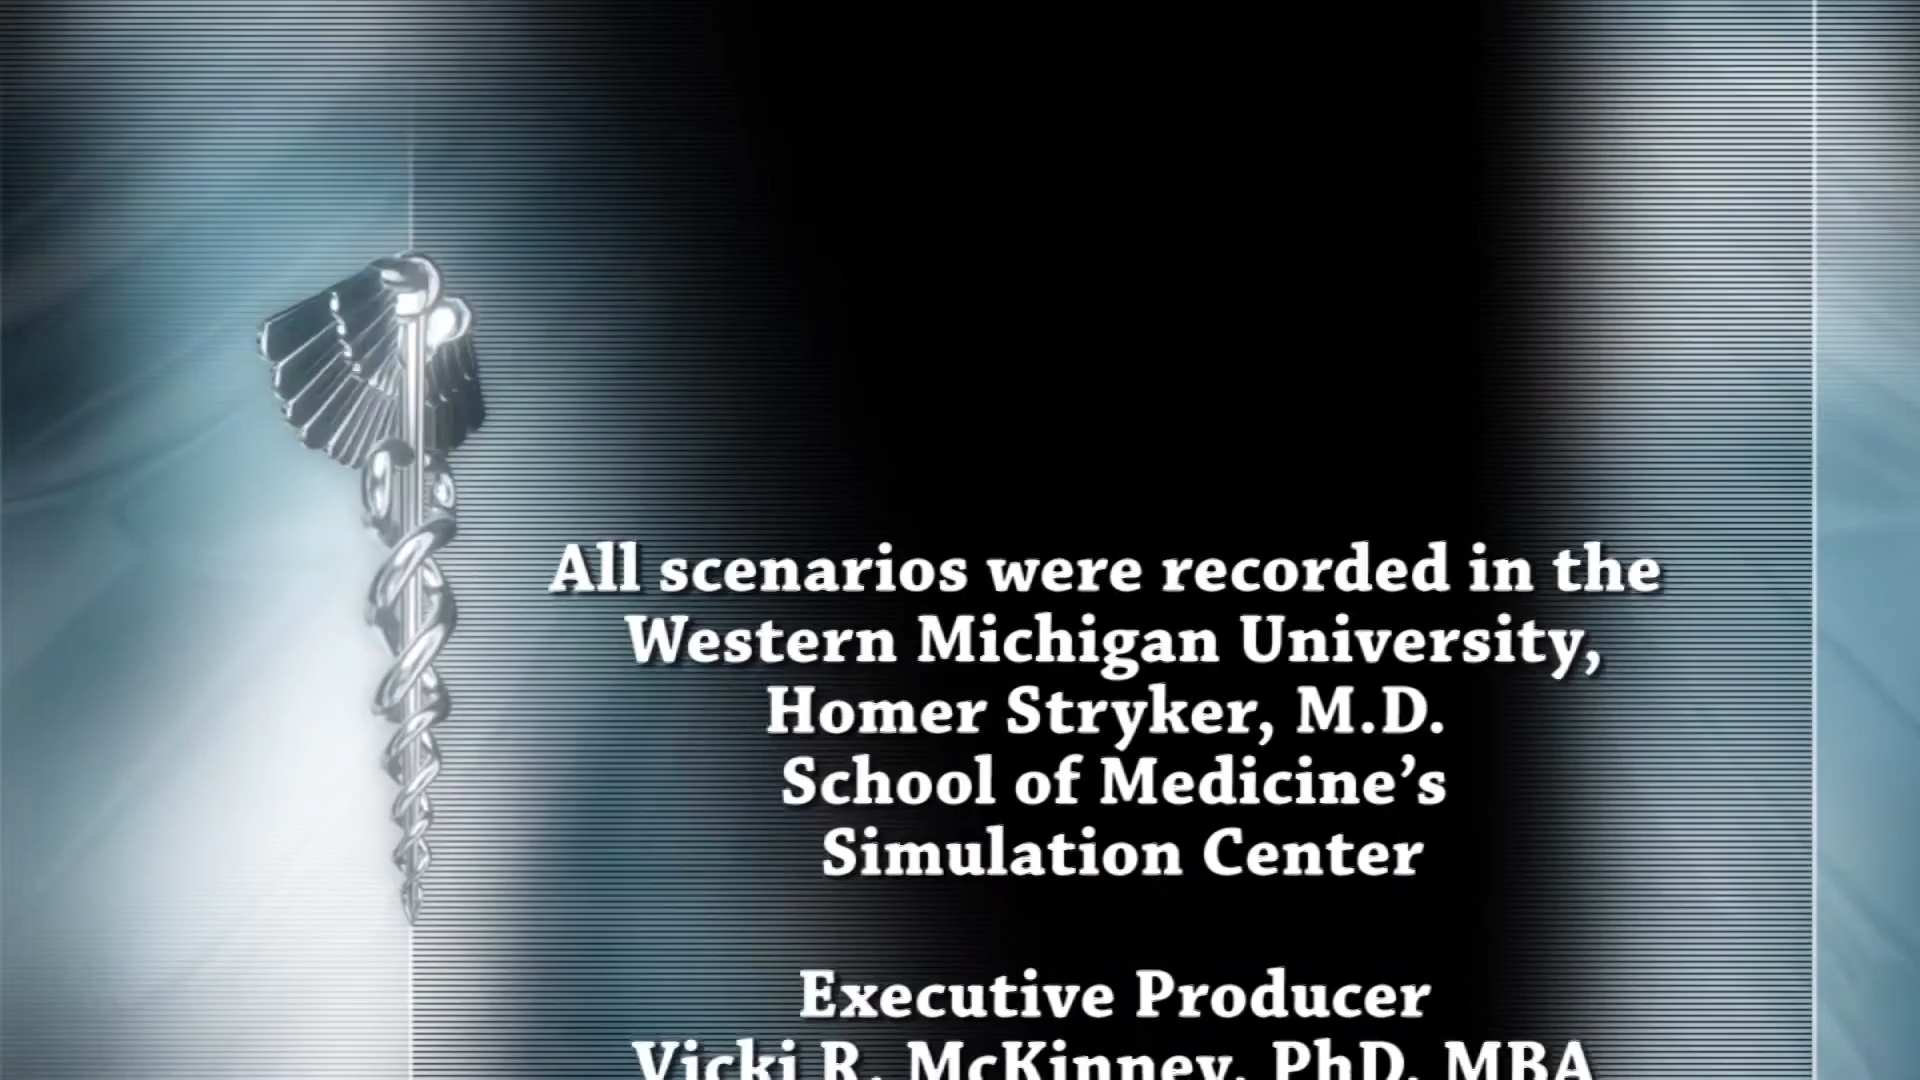 All scenarios were recorded in the
Western Michigan University,
Homer Stryker, M.D.
School of Medicine’s
Simulation Center
Executive Producer
Vicki R. McKinney, PhD, MBA